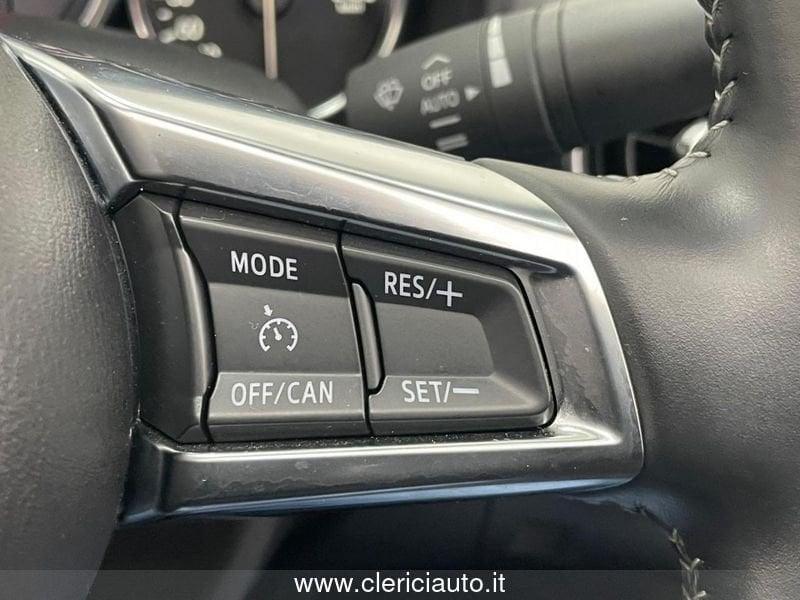 OFF
AUTO
MODE
RES/+
OFF/CAN
SET/—
www.clericiauto.it